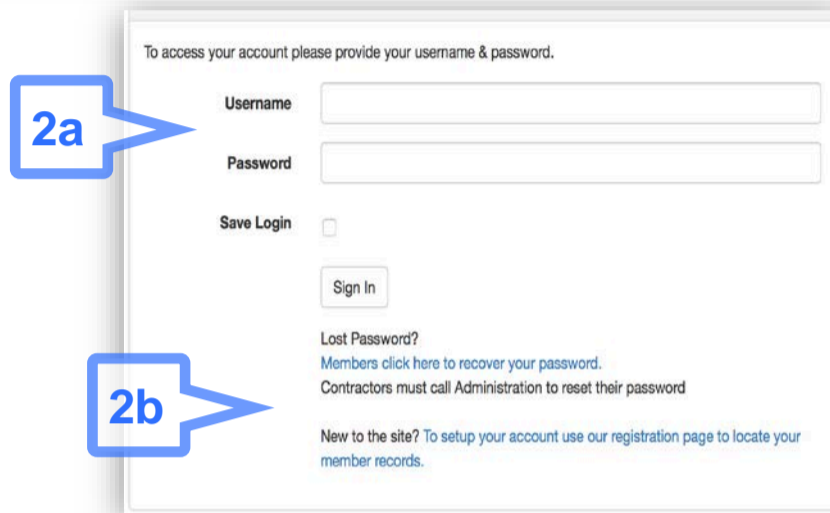 To access your account please provide your username & password.
2a
Username
Password
Save Login
Sign In
Lost Password?
Members click here to recover your password.
Contractors must call Administration to reset their password
2b
New to the site? To setup your account use our registration page to locate your
member records.